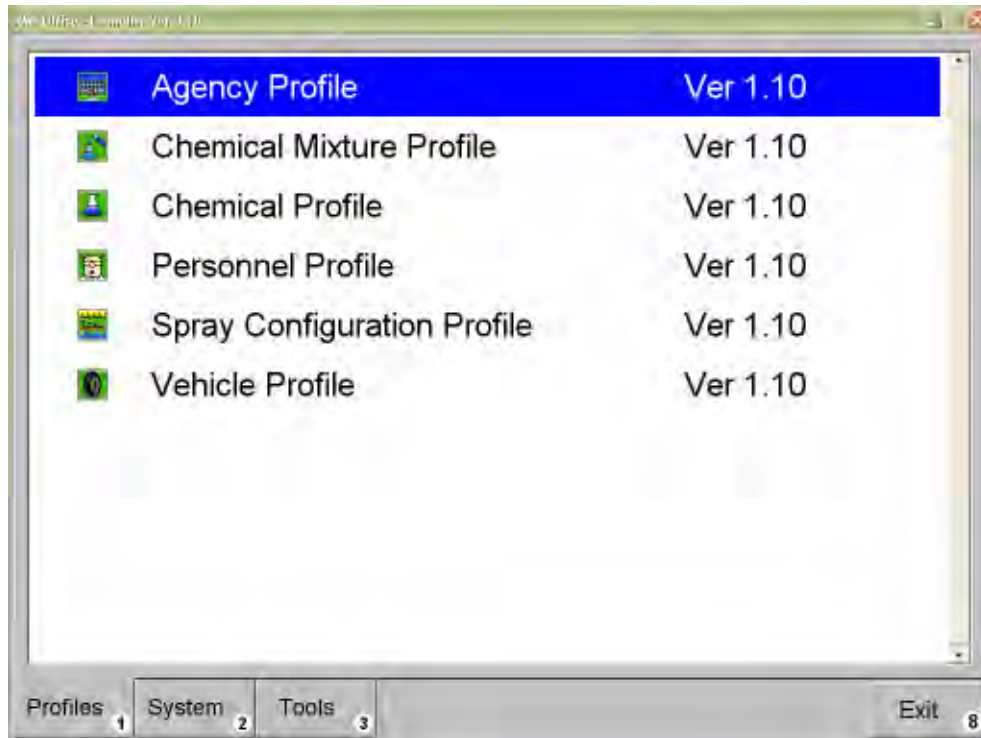 Agency Profile Ver 1.10
Chemical Mixture Profile Ver 1.10
Chemical Profile Ver 1.10
Personnel Profile Ver 1.10
Spray Configuration Profile Ver 1.10
Vehicle Profile Ver 1.10
Profiles 1 System 2 Tools 3 Exit 8